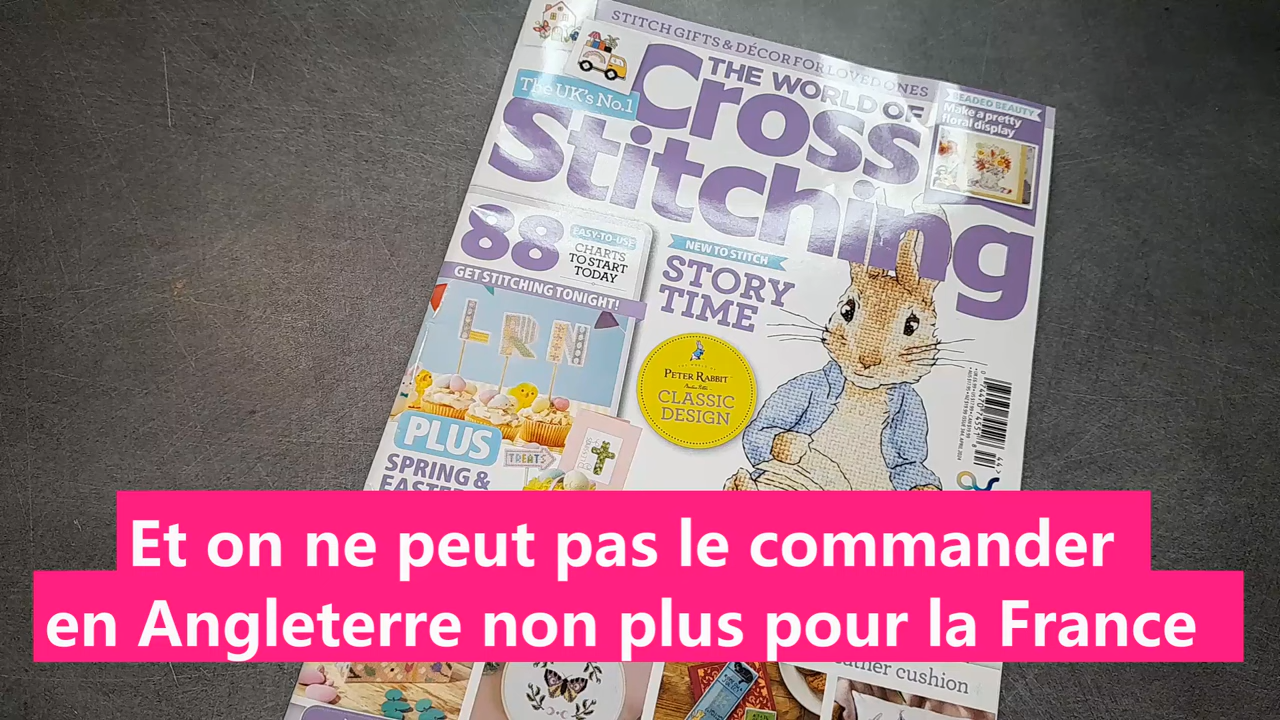 STITCH GIFTS & DÉCOR FOR LOVED ONES
The UK's No.1
THE WORLD OF
Cross
Stitching
BEADED BEAUTY
Make a pretty
floral display
88
EASY-TO-USE
CHARTS
TO START
TODAY
GET STITCHING TONIGHT!
NEW TO STITCH
STORY
TIME
PETER RABBIT
CLASSIC
DESIGN
LRN
PLUS
SPRING &
EASTER
TREATS
Et on ne peut pas le commander
en Angleterre non plus pour la France
cushion